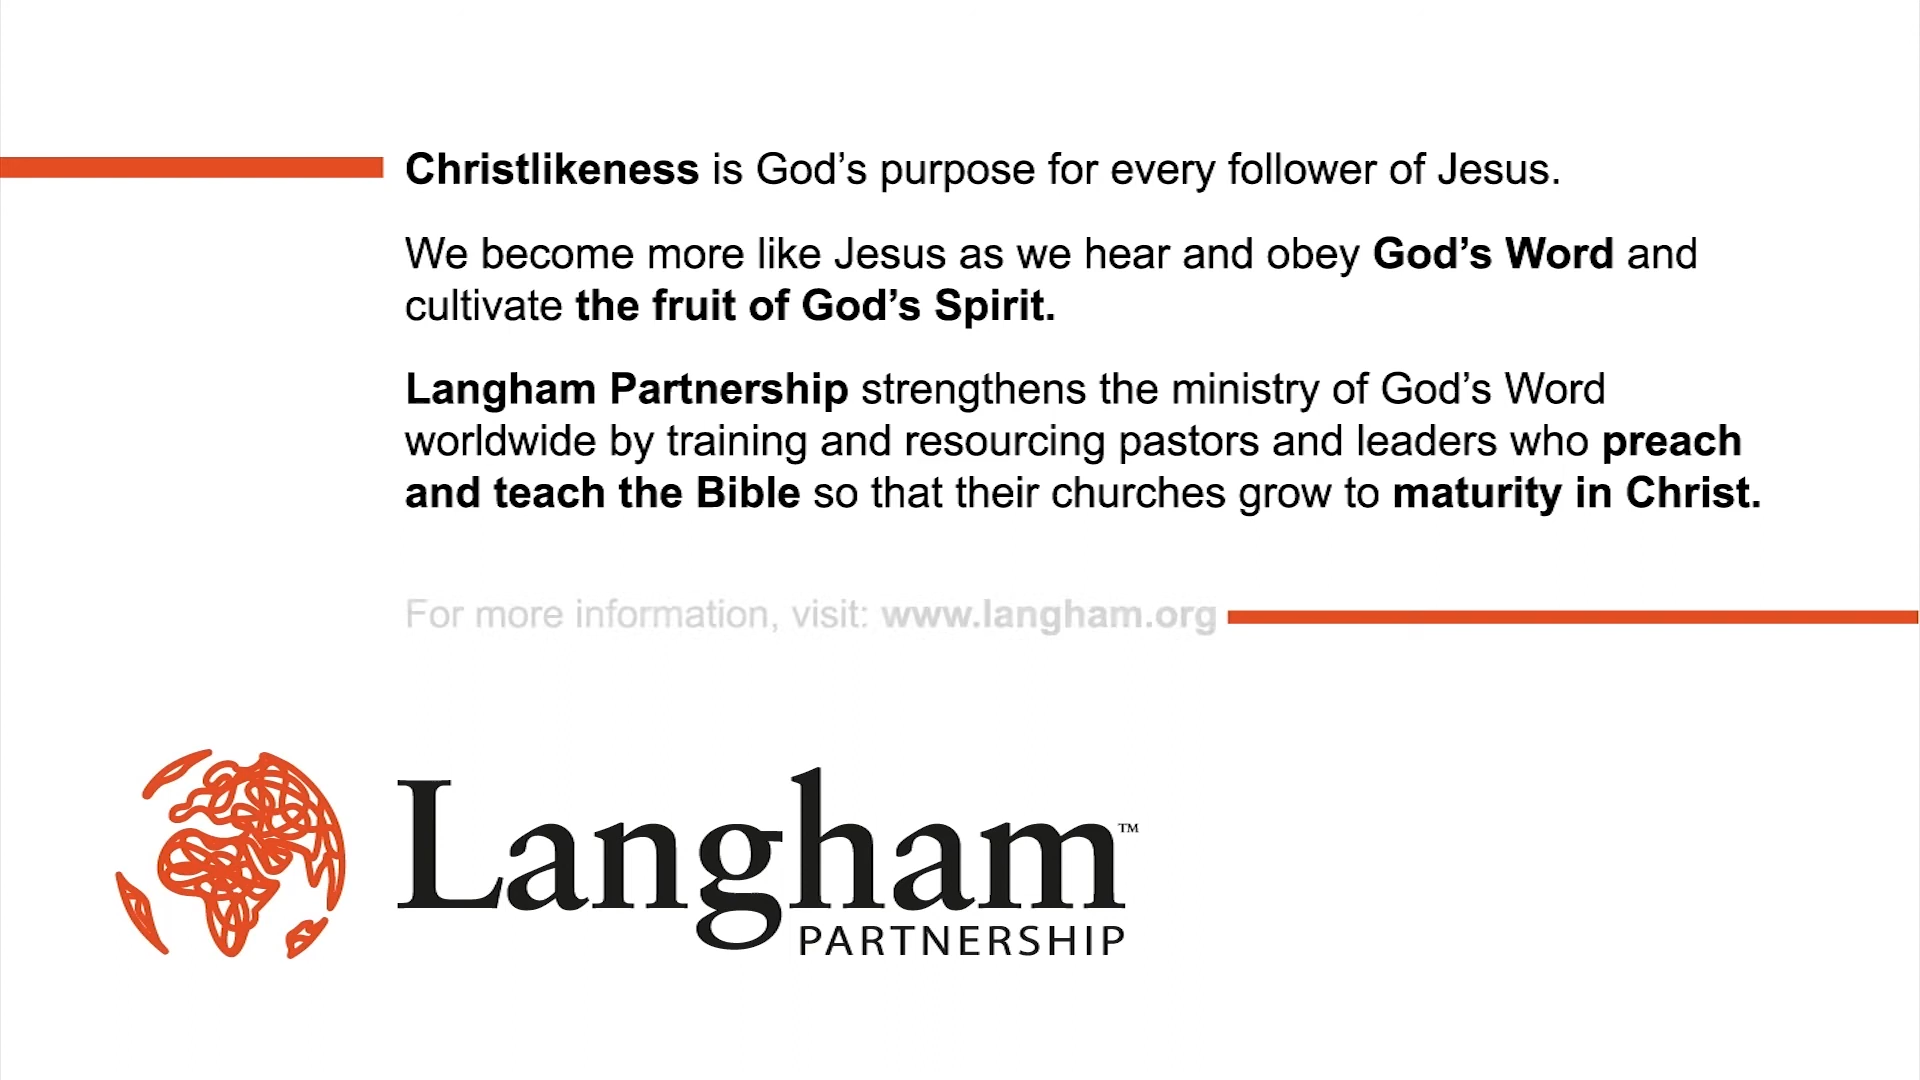 Christlikeness is God’s purpose for every follower of Jesus.
We become more like Jesus as we hear and obey God’s Word and
cultivate the fruit of God’s Spirit.
Langham Partnership strengthens the ministry of God’s Word
worldwide by training and resourcing pastors and leaders who preach
and teach the Bible so that their churches grow to maturity in Christ.
For more information, visit: www.langham.org
Langham™
PARTNERSHIP